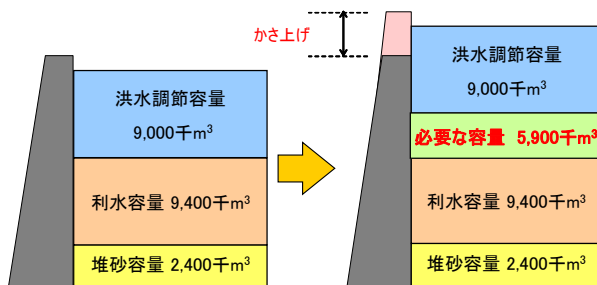 かさ上げ
洪水調節容量
9,000千m³
利水容量 9,400千m³
堆砂容量 2,400千m³
洪水調節容量
9,000千m³
必要な容量 5,900千m³
利水容量 9,400千m³
堆砂容量 2,400千m³